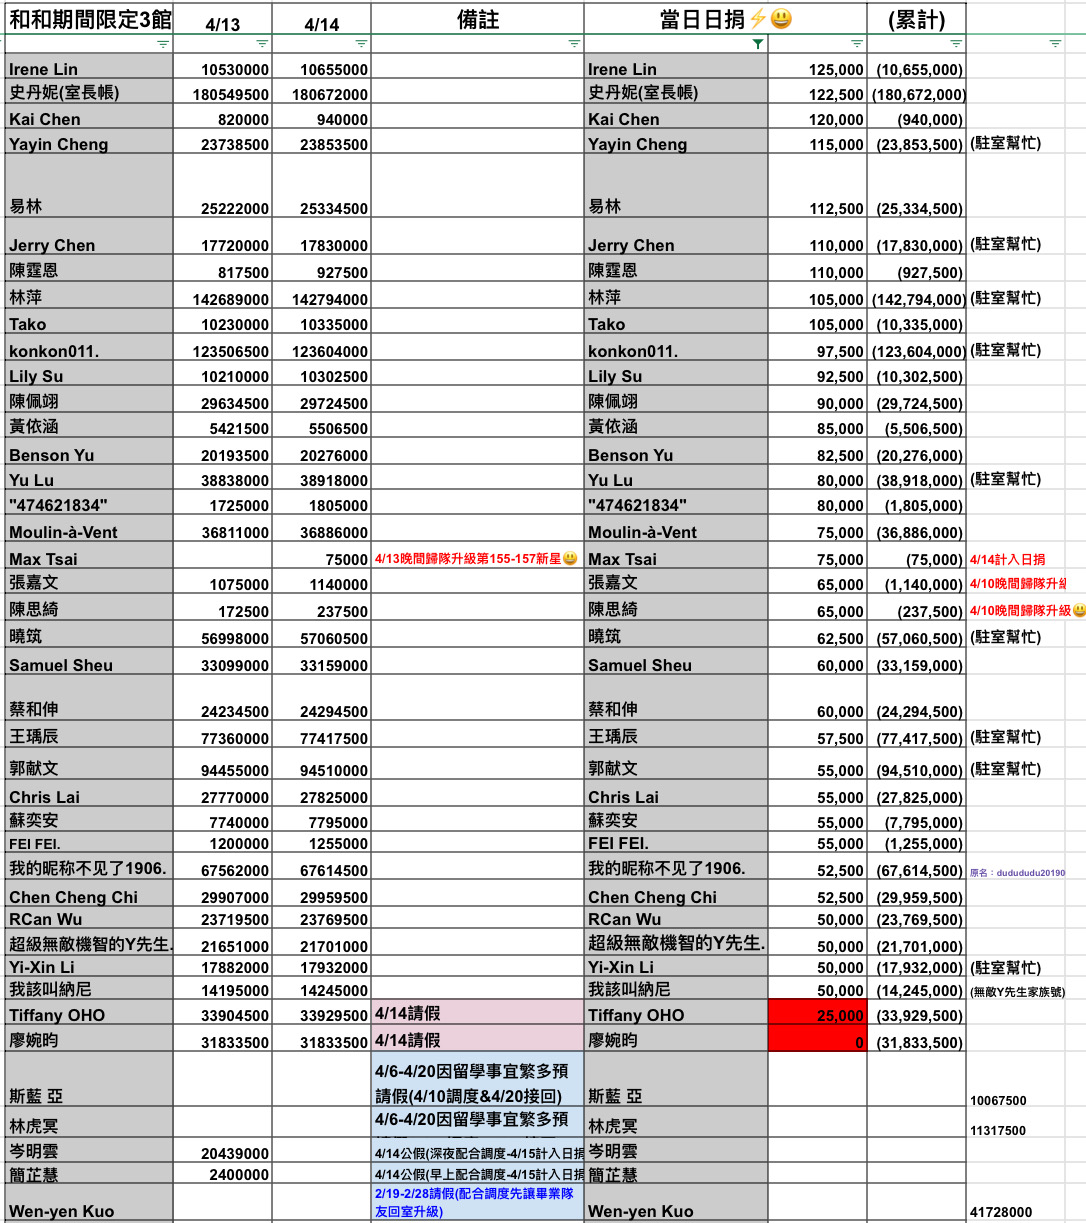 和和期間限定3館 4/13 4/14 備註 當日日捐⚡😃 (累計)
Irene Lin 10530000 10655000 Irene Lin 125,000 (10,655,000)
史丹妮(室長帳) 180549500 180672000 史丹妮(室長帳) 122,500 (180,672,000)
Kai Chen 820000 940000 Kai Chen 120,000 (940,000)
Yayin Cheng 23738500 23853500 Yayin Cheng 115,000 (23,853,500) (駐室幫忙)
易林 25222000 25334500 易林 112,500 (25,334,500)
Jerry Chen 17720000 17830000 Jerry Chen 110,000 (17,830,000) (駐室幫忙)
陳霆恩 817500 927500 陳霆恩 110,000 (927,500)
林萍 142689000 142794000 林萍 105,000 (142,794,000) (駐室幫忙)
Tako 10230000 10335000 Tako 105,000 (10,335,000)
konkon011. 123506500 123604000 konkon011. 97,500 (123,604,000) (駐室幫忙)
Lily Su 10210000 10302500 Lily Su 92,500 (10,302,500)
陳佩翊 29634500 29724500 陳佩翊 90,000 (29,724,500)
黃依涵 5421500 5506500 黃依涵 85,000 (5,506,500)
Benson Yu 20193500 20276000 Benson Yu 82,500 (20,276,000)
Yu Lu 38838000 38918000 Yu Lu 80,000 (38,918,000) (駐室幫忙)
"474621834" 1725000 1805000 "474621834" 80,000 (1,805,000)
Moulin-à-Vent 36811000 36886000 Moulin-à-Vent 75,000 (36,886,000)
Max Tsai 75000 4/13晚間歸隊升級第155-157新星😃 Max Tsai 75,000 (75,000) 4/14計入日捐
張嘉文 1075000 1140000 張嘉文 65,000 (1,140,000) 4/10晚間歸隊升
陳思綺 172500 237500 陳思綺 65,000 (237,500) 4/10晚間歸隊升級😃
曉筑 56998000 57060500 曉筑 62,500 (57,060,500) (駐室幫忙)
Samuel Sheu 33099000 33159000 Samuel Sheu 60,000 (33,159,000)
蔡和伸 24234500 24294500 蔡和伸 60,000 (24,294,500)
王瑀辰 77360000 77417500 王瑀辰 57,500 (77,417,500) (駐室幫忙)
郭献文 94455000 94510000 郭献文 55,000 (94,510,000) (駐室幫忙)
Chris Lai 27770000 27825000 Chris Lai 55,000 (27,825,000)
蘇奕安 7740000 7795000 蘇奕安 55,000 (7,795,000)
FEI FEI. 1200000 1255000 FEI FEI. 55,000 (1,255,000)
我的昵称不见了1906. 67562000 67614500 我的昵称不见了1906. 52,500 (67,614,500) 原名：dudududu20190
Chen Cheng Chi 29907000 29959500 Chen Cheng Chi 52,500 (29,959,500)
RCan Wu 23719500 23769500 RCan Wu 50,000 (23,769,500)
超級無敵機智的Y先生. 21651000 21701000 超級無敵機智的Y先生. 50,000 (21,701,000)
Yi-Xin Li 17882000 17932000 Yi-Xin Li 50,000 (17,932,000) (駐室幫忙)
我該叫納尼 14195000 14245000 我該叫納尼 50,000 (14,245,000) (無敵Y先生家族號)
Tiffany OHO 33904500 33929500 4/14請假 Tiffany OHO 25,000 (33,929,500)
廖婉昀 31833500 31833500 4/14請假 廖婉昀 0 (31,833,500)
4/6-4/20因留學事宜繁多預
斯藍 亞 請假(4/10調度&4/20接回) 斯藍 亞 10067500
4/6-4/20因留學事宜繁多預
林虎冥 林虎冥 11317500
岑明雲 20439000 4/14公假(深夜配合調度-4/15計入日捐 岑明雲
簡芷慧 2400000 4/14公假(早上配合調度-4/15計入日捐 簡芷慧
2/19-2/28請假(配合調度先讓畢業隊
Wen-yen Kuo 友回室升級) Wen-yen Kuo 41728000